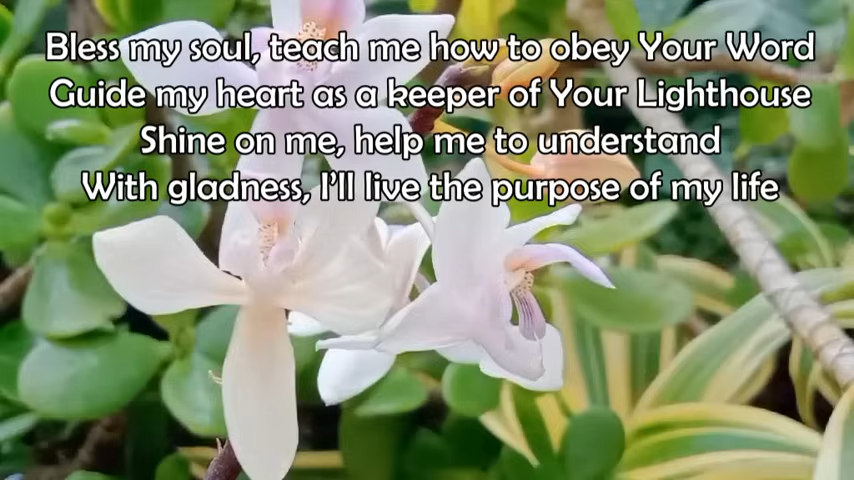 Bless my soul, teach me how to obey Your Word
Guide my heart as a keeper of Your Lighthouse
Shine on me, help me to understand
With gladness, I'll live the purpose of my life